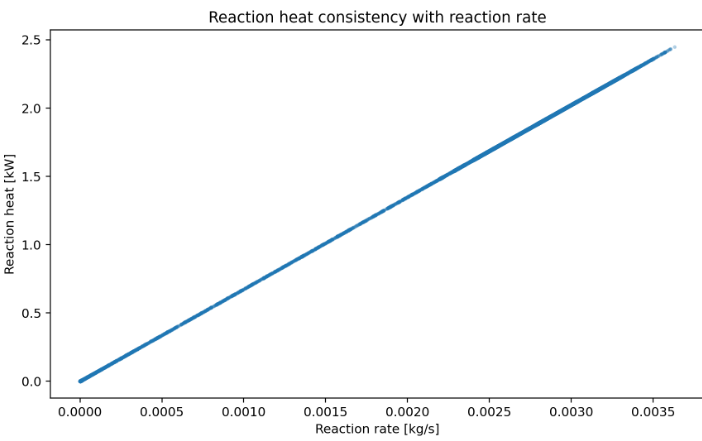 Reaction heat consistency with reaction rate
2.5
2.0
1.5
1.0
0.5
0.0
Reaction heat [kW]
0.0000 0.0005 0.0010 0.0015 0.0020 0.0025 0.0030 0.0035
Reaction rate [kg/s]